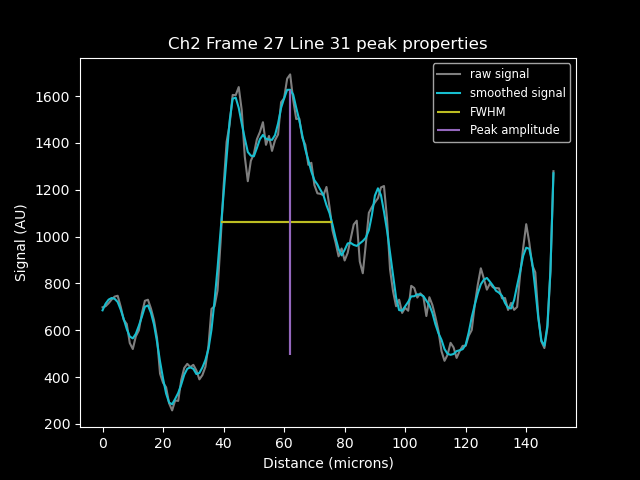 Ch2 Frame 27 Line 31 peak properties
raw signal
smoothed signal
FWHM
Peak amplitude
Signal (AU)
1600
1400
1200
1000
800
600
400
200
0 20 40 60 80 100 120 140
Distance (microns)